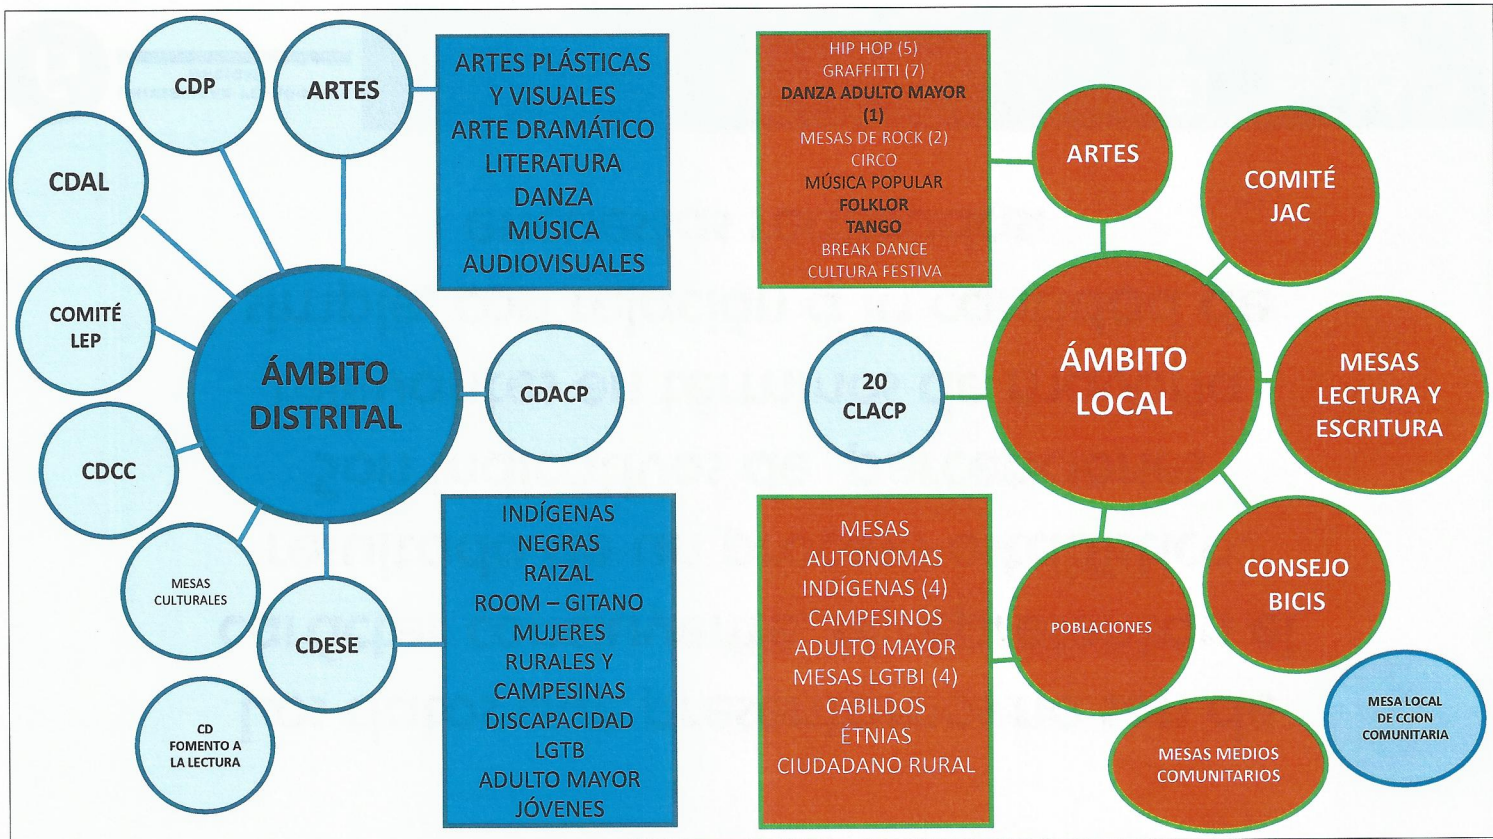 CDP
ARTES
ARTES PLÁSTICAS
Y VISUALES
ARTE DRAMÁTICO
LITERATURA
DANZA
MÚSICA
AUDIOVISUALES
CDAL
COMITÉ
LEP
ÁMBITO
DISTRITAL
CDACP
CDCC
MESAS
CULTURALES
CDESE
CD
FOMENTO A
LA LECTURA
INDÍGENAS
NEGRAS
RAIZAL
ROOM – GITANO
MUJERES
RURALES Y
CAMPESINAS
DISCAPACIDAD
LGTB
ADULTO MAYOR
JÓVENES
HIP HOP (5)
GRAFFITTI (7)
DANZA ADULTO MAYOR
(1)
MESAS DE ROCK (2)
CIRCO
MÚSICA POPULAR
FOLKLOR
TANGO
BREAK DANCE
CULTURA FESTIVA
ARTES
COMITÉ
JAC
20
CLACP
ÁMBITO
LOCAL
MESAS
LECTURA Y
ESCRITURA
CONSEJO
BICIS
POBLACIONES
MESAS
AUTONOMAS
INDÍGENAS (4)
CAMPESINOS
ADULTO MAYOR
MESAS LGTBI (4)
CABILDOS
ÉTNIAS
CIUDADANO RURAL
MESAS MEDIOS
COMUNITARIOS
MESA LOCAL
DE CCION
COMUNITARIA